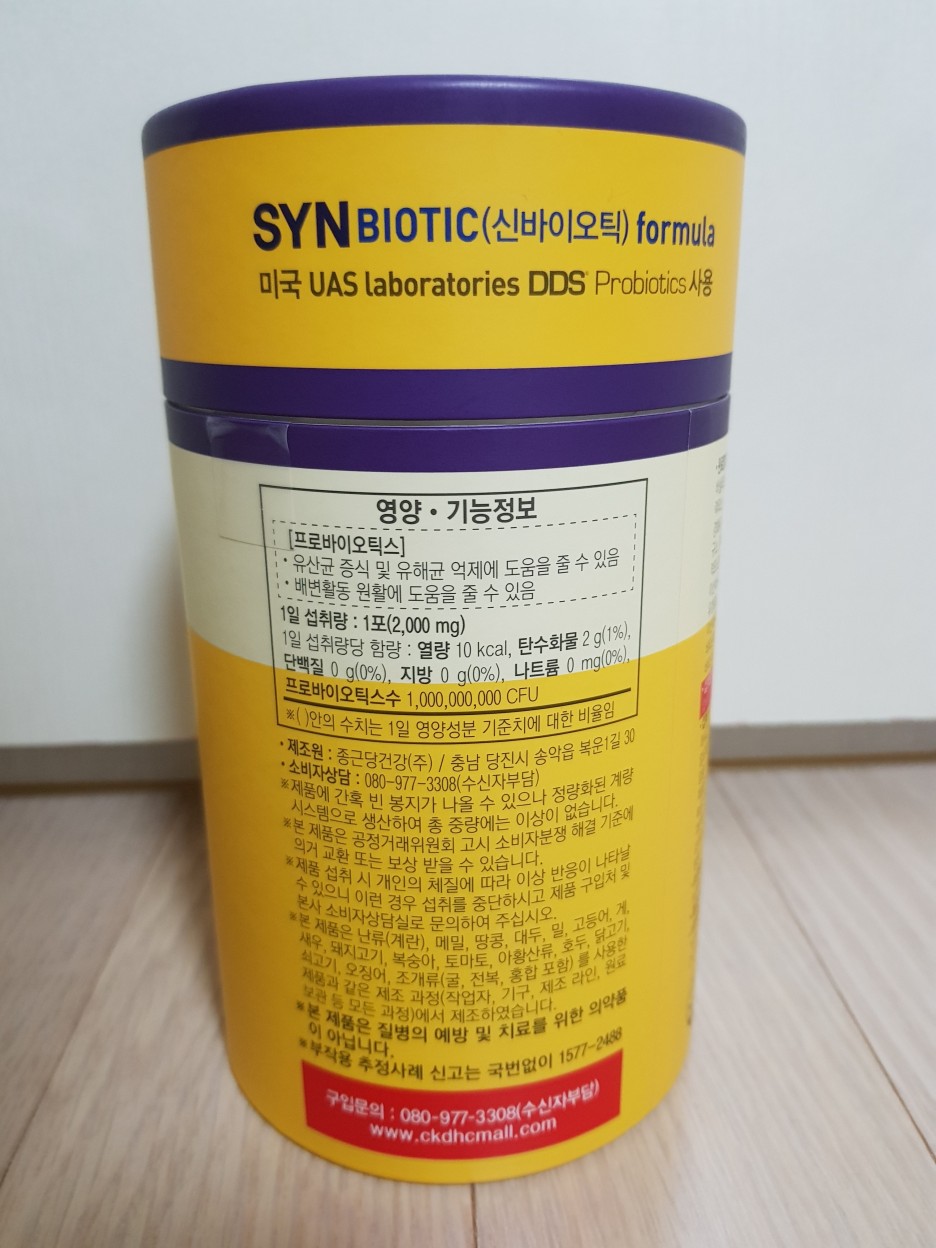 SYNBIOTIC(신바이오틱) formula
미국 UAS laboratories DDS® Probiotics 사용
영양・기능정보
[프로바이오틱스]
・유산균 증식 및 유해균 억제에 도움을 줄 수 있음
・배변활동 원활에 도움을 줄 수 있음
1일 섭취량 : 1포(2,000 mg)
1일 섭취량당 함량 : 열량 10 kcal, 탄수화물 2 g(1%),
단백질 0 g(0%), 지방 0 g(0%), 나트륨 0 mg(0%),
프로바이오틱스수 1,000,000,000 CFU
※( )안의 수치는 1일 영양성분 기준치에 대한 비율임
・제조원 : 종근당건강(주) / 충남 당진시 송악읍 복운1길 30
・소비자상담 : 080-977-3308(수신자부담)
※제품에 간혹 빈 봉지가 나올 수 있으나 정량화된 계량
시스템으로 생산하여 총 중량에는 이상이 없습니다.
※본 제품은 공정거래위원회 고시 소비자분쟁 해결 기준에
의거 교환 또는 보상 받을 수 있습니다.
※제품 섭취 시 개인의 체질에 따라 이상 반응이 나타날
수 있으니 이런 경우 섭취를 중단하시고 제품 구입처 및
본사 소비자상담실로 문의하여 주십시오.
※본 제품은 난류(계란), 메밀, 땅콩, 대두, 밀, 고등어, 게,
새우, 돼지고기, 복숭아, 토마토, 아황산류, 호두, 닭고기,
쇠고기, 오징어, 조개류(굴, 전복, 홍합 포함) 를 사용한
제품과 같은 제조 과정(작업자, 기구, 제조 라인, 원료
보관 등 모든 과정)에서 제조하였습니다.
※본 제품은 질병의 예방 및 치료를 위한 의약품
이 아닙니다.
※부작용 추정사례 신고는 국번없이 1577-2488
구입문의 : 080-977-3308(수신자부담)
www.ckdhcmall.com